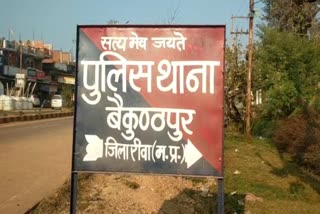 सत्यमेव जयते
पुलिस थाना
बैकुण्ठपुर
जिला रीवा (म.प्र.)